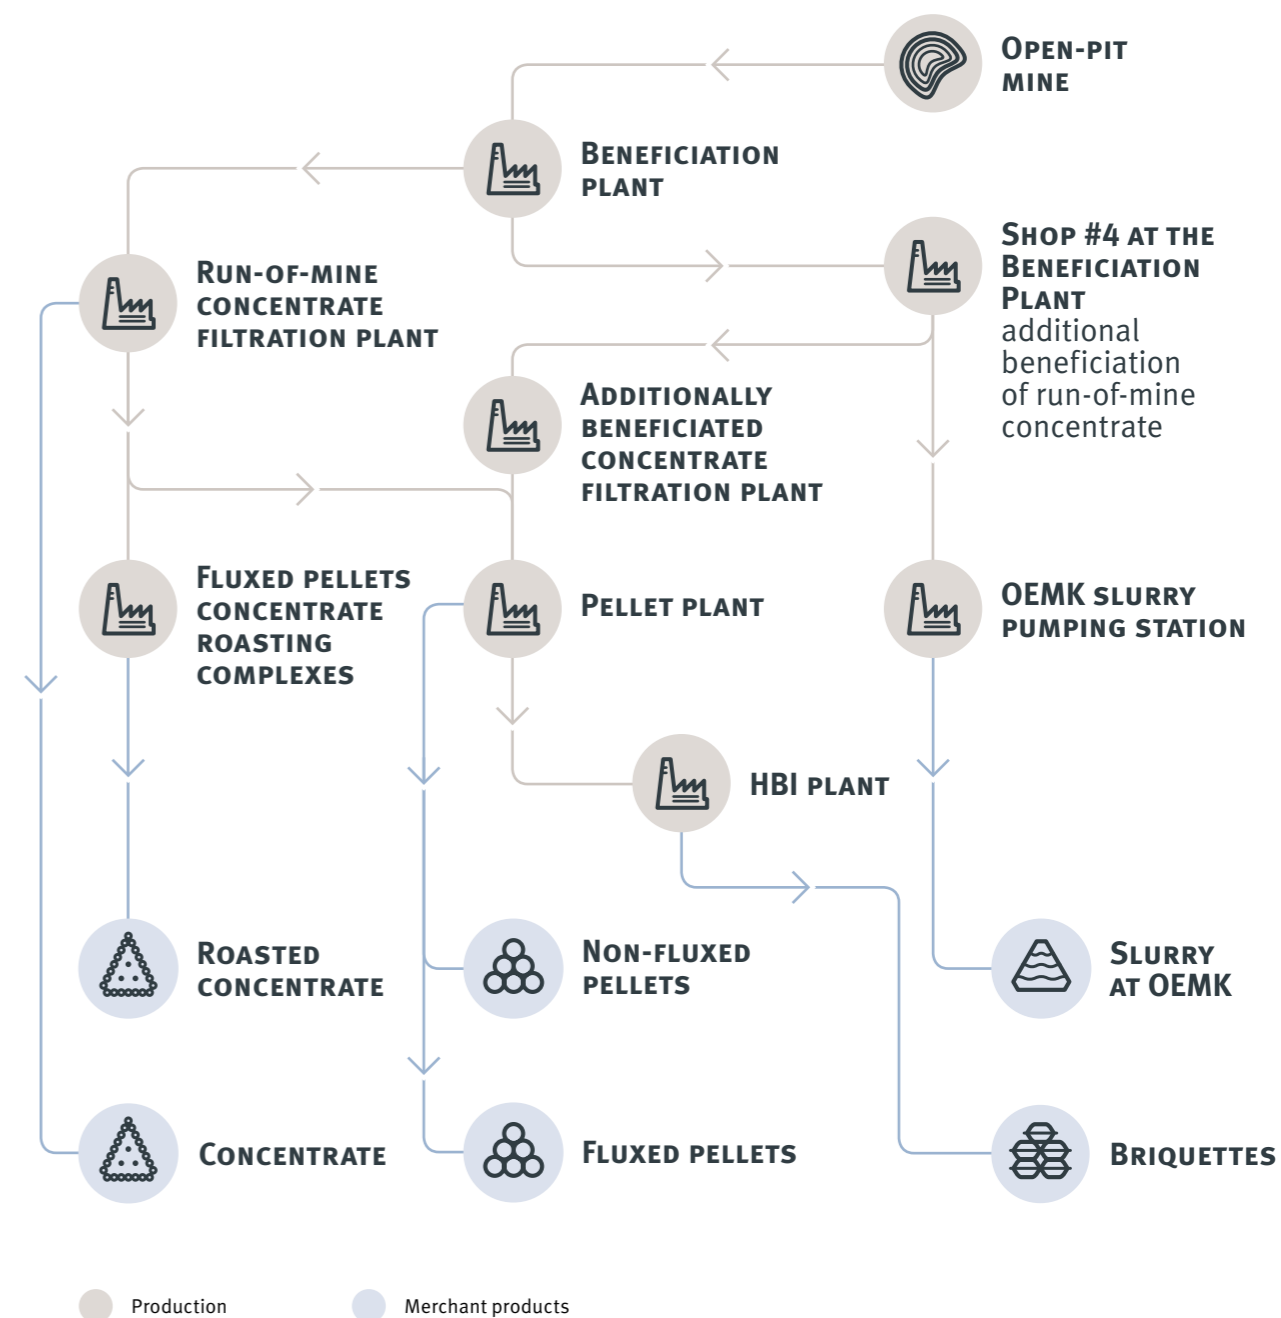 Open-pit
mine
Beneficiation
plant
Shop #4 at the
Beneficiation
Plant
additional
beneficiation
of run-of-mine
concentrate
Run-of-mine
concentrate
filtration plant
Additionally
beneficiated
concentrate
filtration plant
Fluxed pellets
concentrate
roasting
complexes
Pellet plant
OEMK slurry
pumping station
HBI plant
Roasted
concentrate
Non-fluxed
pellets
Slurry
at OEMK
Concentrate
Fluxed pellets
Briquettes
Production
Merchant products